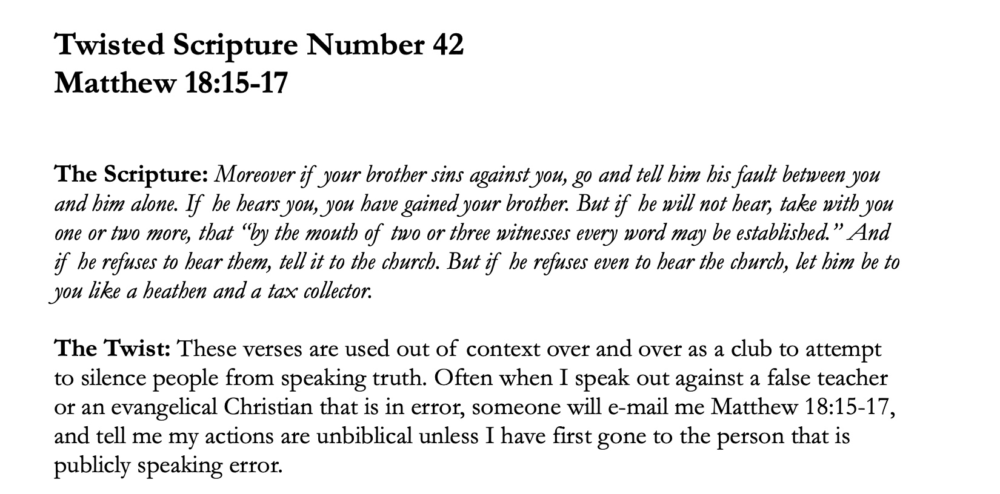 Twisted Scripture Number 42
Matthew 18:15-17
The Scripture: Moreover if your brother sins against you, go and tell him his fault between you
and him alone. If he hears you, you have gained your brother. But if he will not hear, take with you
one or two more, that “by the mouth of two or three witnesses every word may be established.” And
if he refuses to hear them, tell it to the church. But if he refuses even to hear the church, let him be to
you like a heathen and a tax collector.
The Twist: These verses are used out of context over and over as a club to attempt
to silence people from speaking truth. Often when I speak out against a false teacher
or an evangelical Christian that is in error, someone will e-mail me Matthew 18:15-17,
and tell me my actions are unbiblical unless I have first gone to the person that is
publicly speaking error.